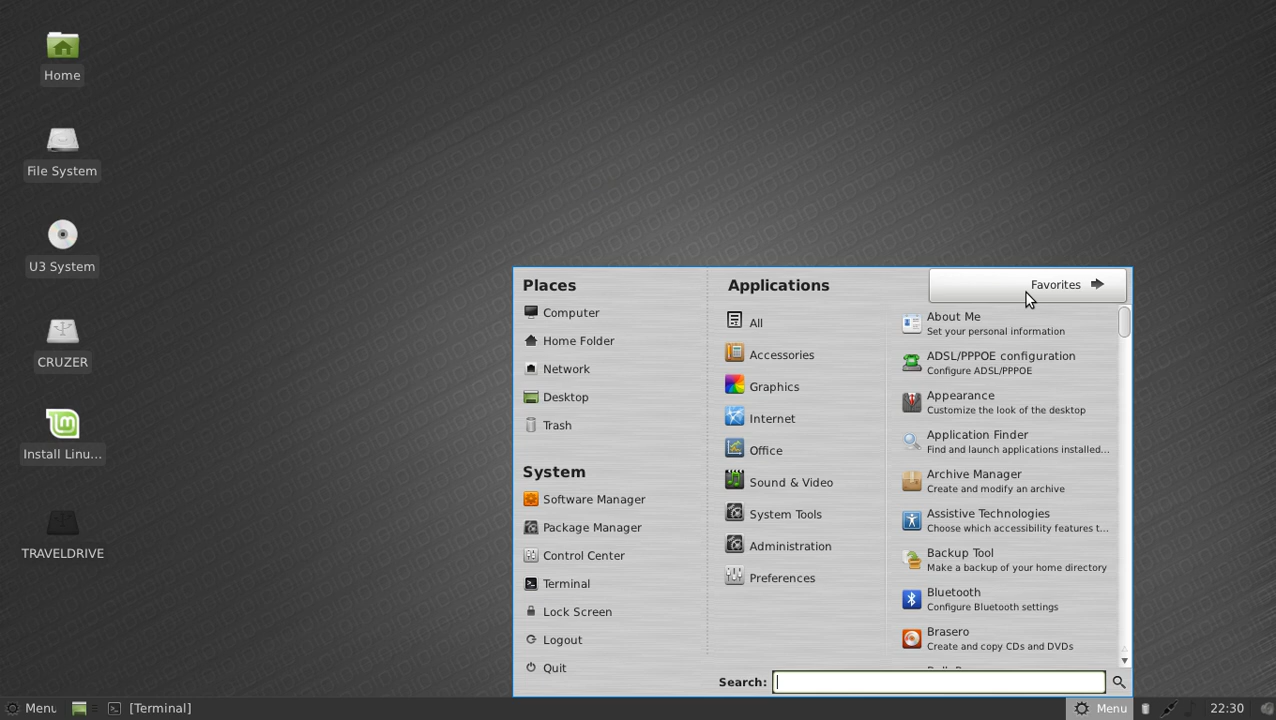 Home
File System
U3 System
CRUZER
Install Linu...
TRAVELDRIVE
Places
Computer
Home Folder
Network
Desktop
Trash
System
Software Manager
Package Manager
Control Center
Terminal
Lock Screen
Logout
Quit
Applications
All
Accessories
Graphics
Internet
Office
Sound & Video
System Tools
Administration
Preferences
Favorites
About Me
Set your personal information
ADSL/PPPOE configuration
Configure ADSL/PPPOE
Appearance
Customize the look of the desktop
Application Finder
Find and launch applications installed...
Archive Manager
Create and modify an archive
Assistive Technologies
Choose which accessibility features t...
Backup Tool
Make a backup of your home directory
Bluetooth
Configure Bluetooth settings
Brasero
Create and copy CDs and DVDs
Search:
Menu
[Terminal]
Menu
22:30